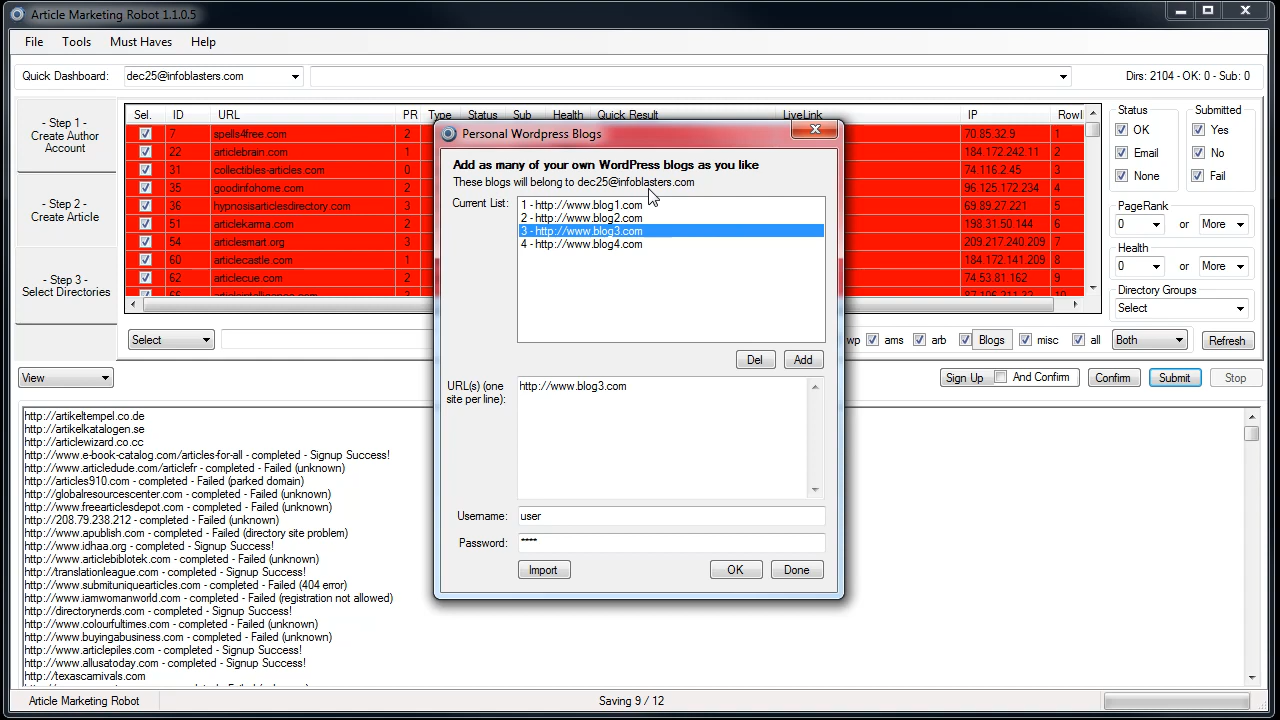 Article Marketing Robot 1.1.0.5
File Tools Must Haves Help
Quick Dashboard: dec25@infoblasters.com Dirs: 2104 - OK: 0 - Sub: 0
- Step 1 -
Create Author
Account
- Step 2 -
Create Article
- Step 3 -
Select Directories
Sel. ID URL PR Type Status Sub Health Quick Result LiveLink IP RowI
7 spells4free.com 2 70.85.32.9 1
22 articlebrain.com 1 184.172.242.11 2
31 collectibles-articles.com 0 74.116.2.45 3
35 goodinfohome.com 2 96.125.172.234 4
36 hypnosisarticlesdirectory.com 3 69.89.27.221 5
51 articlekarma.com 2 198.31.50.144 6
54 articlesmart.org 3 209.217.240.209 7
60 articlecastle.com 1 184.172.141.209 8
62 articlecue.com 2 74.53.81.162 9
Status Submitted
OK Yes
Email No
None Fail
PageRank
0 or More
Health
0 or More
Directory Groups
Select
Select wp ams arb Blogs misc all Both Refresh
View Sign Up And Confirm Confirm Submit Stop
Personal Wordpress Blogs
Add as many of your own WordPress blogs as you like
These blogs will belong to dec25@infoblasters.com
Current List:
1 - http://www.blog1.com
2 - http://www.blog2.com
3 - http://www.blog3.com
4 - http://www.blog4.com
Del Add
URL(s) (one
site per line):
http://www.blog3.com
Username: user
Password: ****
Import OK Done
http://artikeltempel.co.de
http://artikelkatalogen.se
http://articlewizard.co.cc
http://www.e-book-catalog.com/articles-for-all - completed - Signup Success!
http://www.articledude.com/articlefr - completed - Failed (unknown)
http://articles910.com - completed - Failed (parked domain)
http://globalresourcescenter.com - completed - Failed (unknown)
http://www.freearticlesdepot.com - completed - Failed (unknown)
http://208.79.238.212 - completed - Failed (unknown)
http://www.apublish.com - completed - Failed (directory site problem)
http://www.idhaa.org - completed - Signup Success!
http://www.articlebiblotek.com - completed - Failed (unknown)
http://translationleague.com - completed - Signup Success!
http://www.submituniquearticles.com - completed - Failed (404 error)
http://www.iamwomanworld.com - completed - Failed (registration not allowed)
http://directorynerds.com - completed - Signup Success!
http://www.colourfultimes.com - completed - Failed (unknown)
http://www.buyingabusiness.com - completed - Failed (unknown)
http://www.articlepiles.com - completed - Signup Success!
http://www.allusatoday.com - completed - Signup Success!
http://texascarnivals.com
Article Marketing Robot Saving 9 / 12